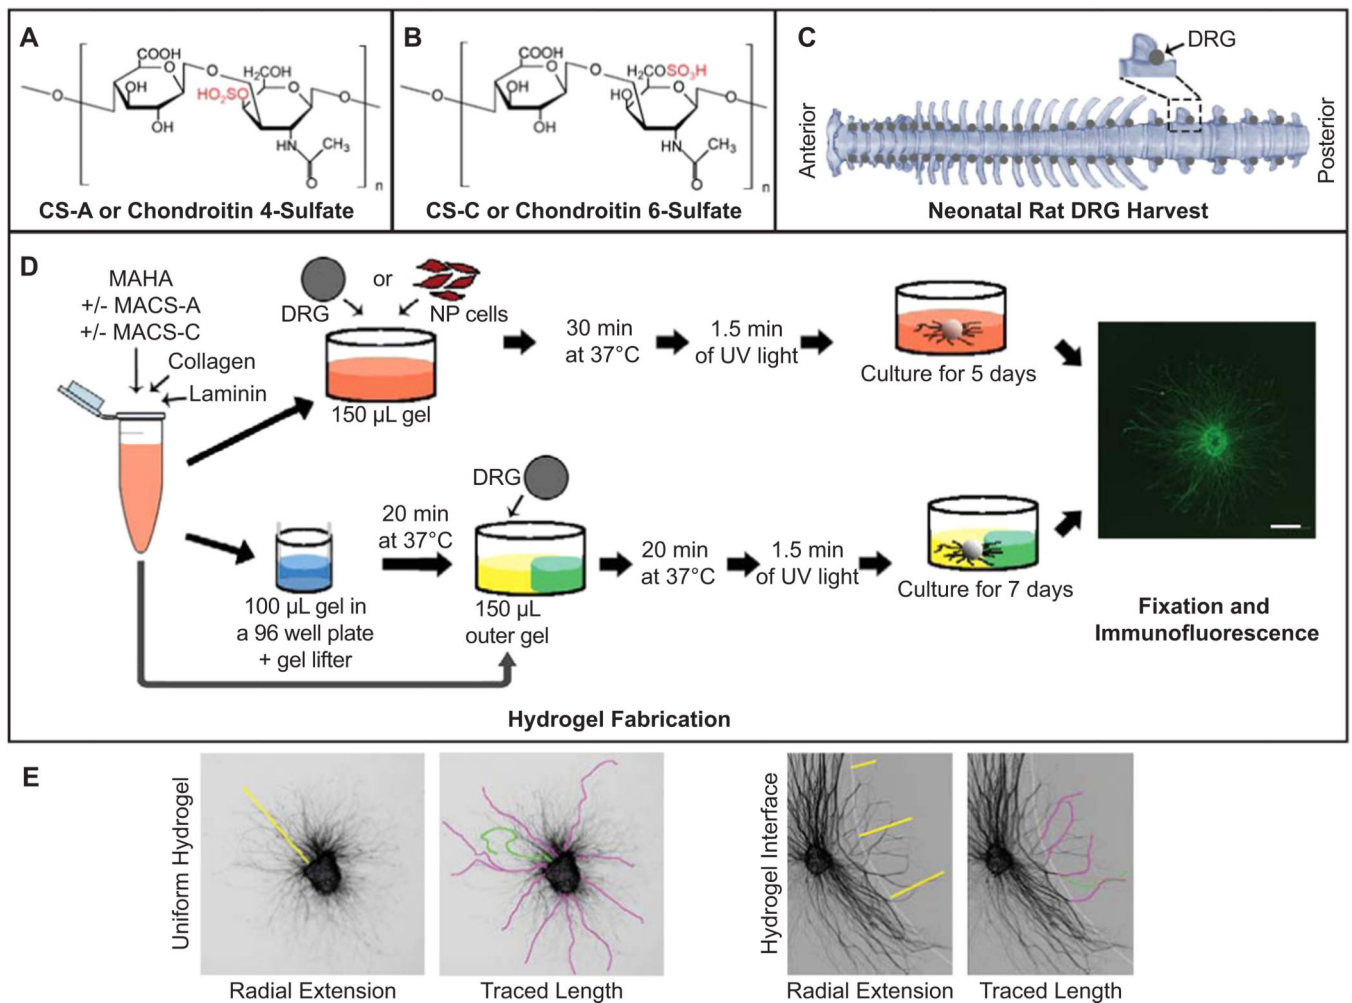 A
COOH
O
O
H₂COH
O
HO₂SO
O
O
OH
OH
HN
CH₃
O
n
CS-A or Chondroitin 4-Sulfate
B
COOH
O
O
H₂COSO₃H
O
HO
O
O
OH
OH
HN
CH₃
O
n
CS-C or Chondroitin 6-Sulfate
C
DRG
Anterior
Posterior
Neonatal Rat DRG Harvest
D
MAHA
+/- MACS-A
+/- MACS-C
Collagen
Laminin
DRG
or
NP cells
150 µL gel
30 min
at 37°C
1.5 min
of UV light
Culture for 5 days
100 µL gel in
a 96 well plate
+ gel lifter
20 min
at 37°C
DRG
150 µL
outer gel
20 min
at 37°C
1.5 min
of UV light
Culture for 7 days
Fixation and
Immunofluorescence
Hydrogel Fabrication
E
Uniform Hydrogel
Radial Extension
Traced Length
Hydrogel Interface
Radial Extension
Traced Length